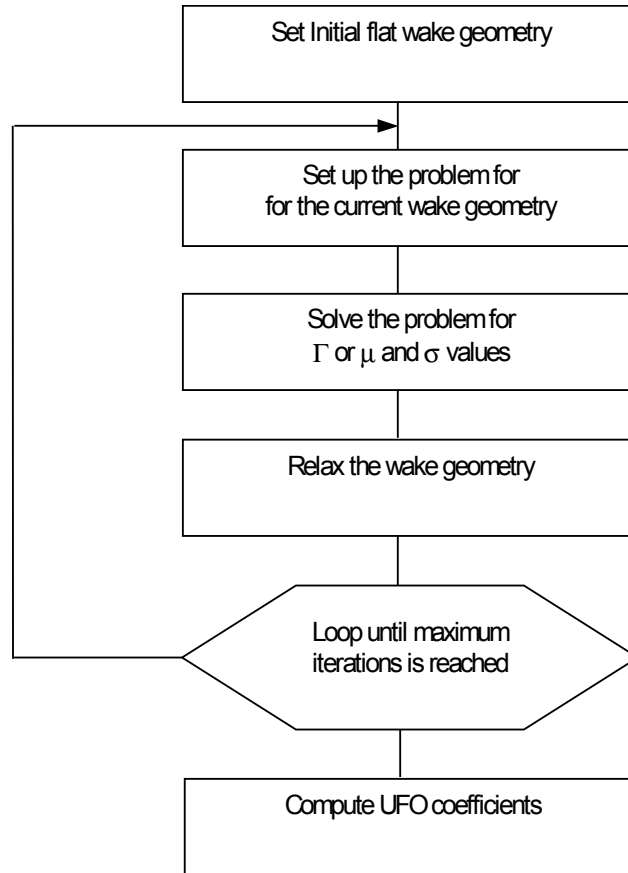 Set Initial flat wake geometry
Set up the problem for
for the current wake geometry
Solve the problem for
Γ or μ and σ values
Relax the wake geometry
Loop until maximum
iterations is reached
Compute UFO coefficients